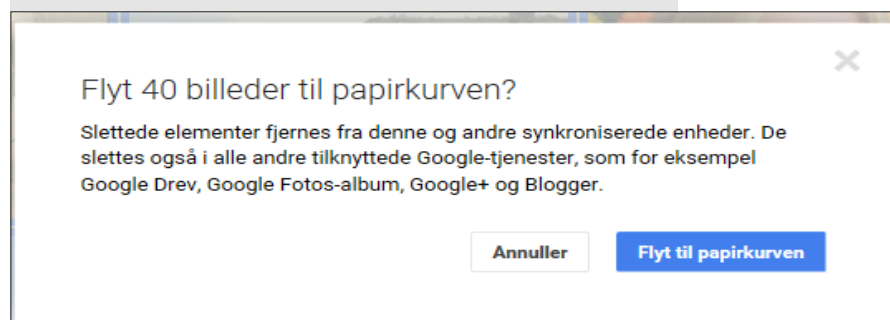 Flyt 40 billeder til papirkurven?
Slettede elementer fjernes fra denne og andre synkroniserede enheder. De
slettes også i alle andre tilknyttede Google-tjenester, som for eksempel
Google Drev, Google Fotos-album, Google+ og Blogger.
Annuller Flyt til papirkurven